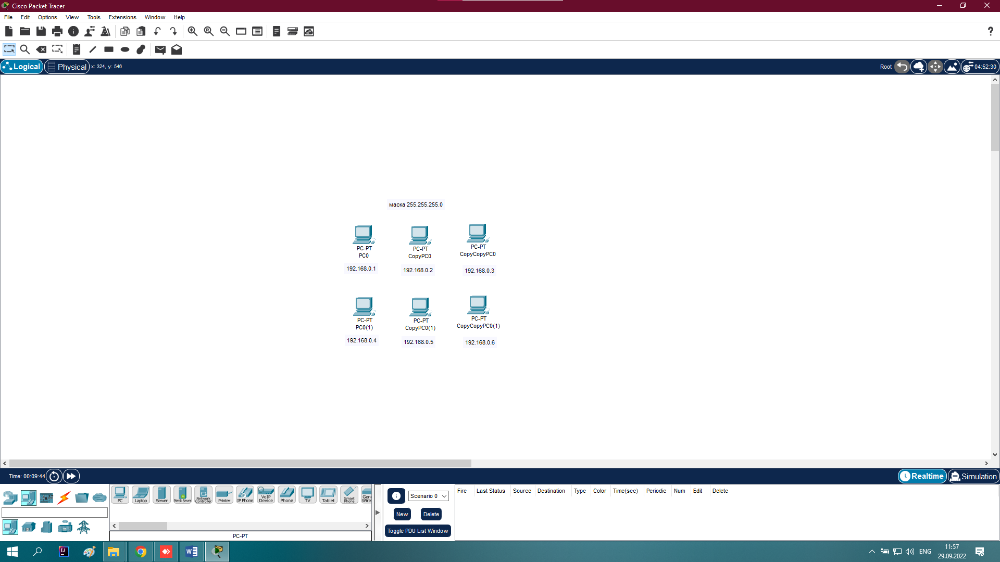 Cisco Packet Tracer
File Edit Options View Tools Extensions Window Help
Logical Physical x: 324, y: 546 Root 04:52:30
маска 255.255.255.0
PC-PT
PC0
192.168.0.1
PC-PT
CopyPC0
192.168.0.2
PC-PT
CopyCopyPC0
192.168.0.3
PC-PT
PC0(1)
192.168.0.4
PC-PT
CopyPC0(1)
192.168.0.5
PC-PT
CopyCopyPC0(1)
192.168.0.6
Time: 00:09:44 Realtime Simulation
PC
Laptop
Server
Meraki Server
Network Controller
Printer
IP Phone
VoIP Device
Phone
TV
Tablet
Smart Phone
PC-PT
Scenario 0
New Delete
Toggle PDU List Window
Fire Last Status Source Destination Type Color Time(sec) Periodic Num Edit Delete
ENG
11:57
29.09.2022